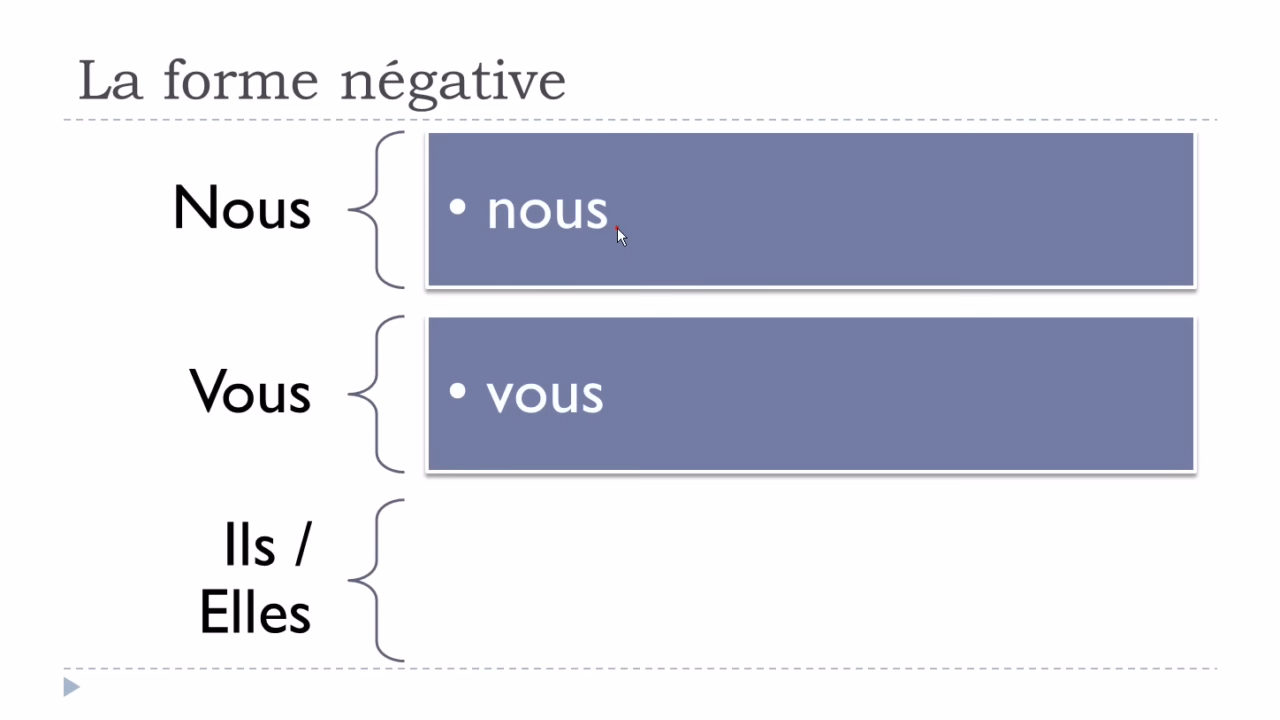 La forme négative
Nous
• nous
Vous
• vous
Ils /
Elles